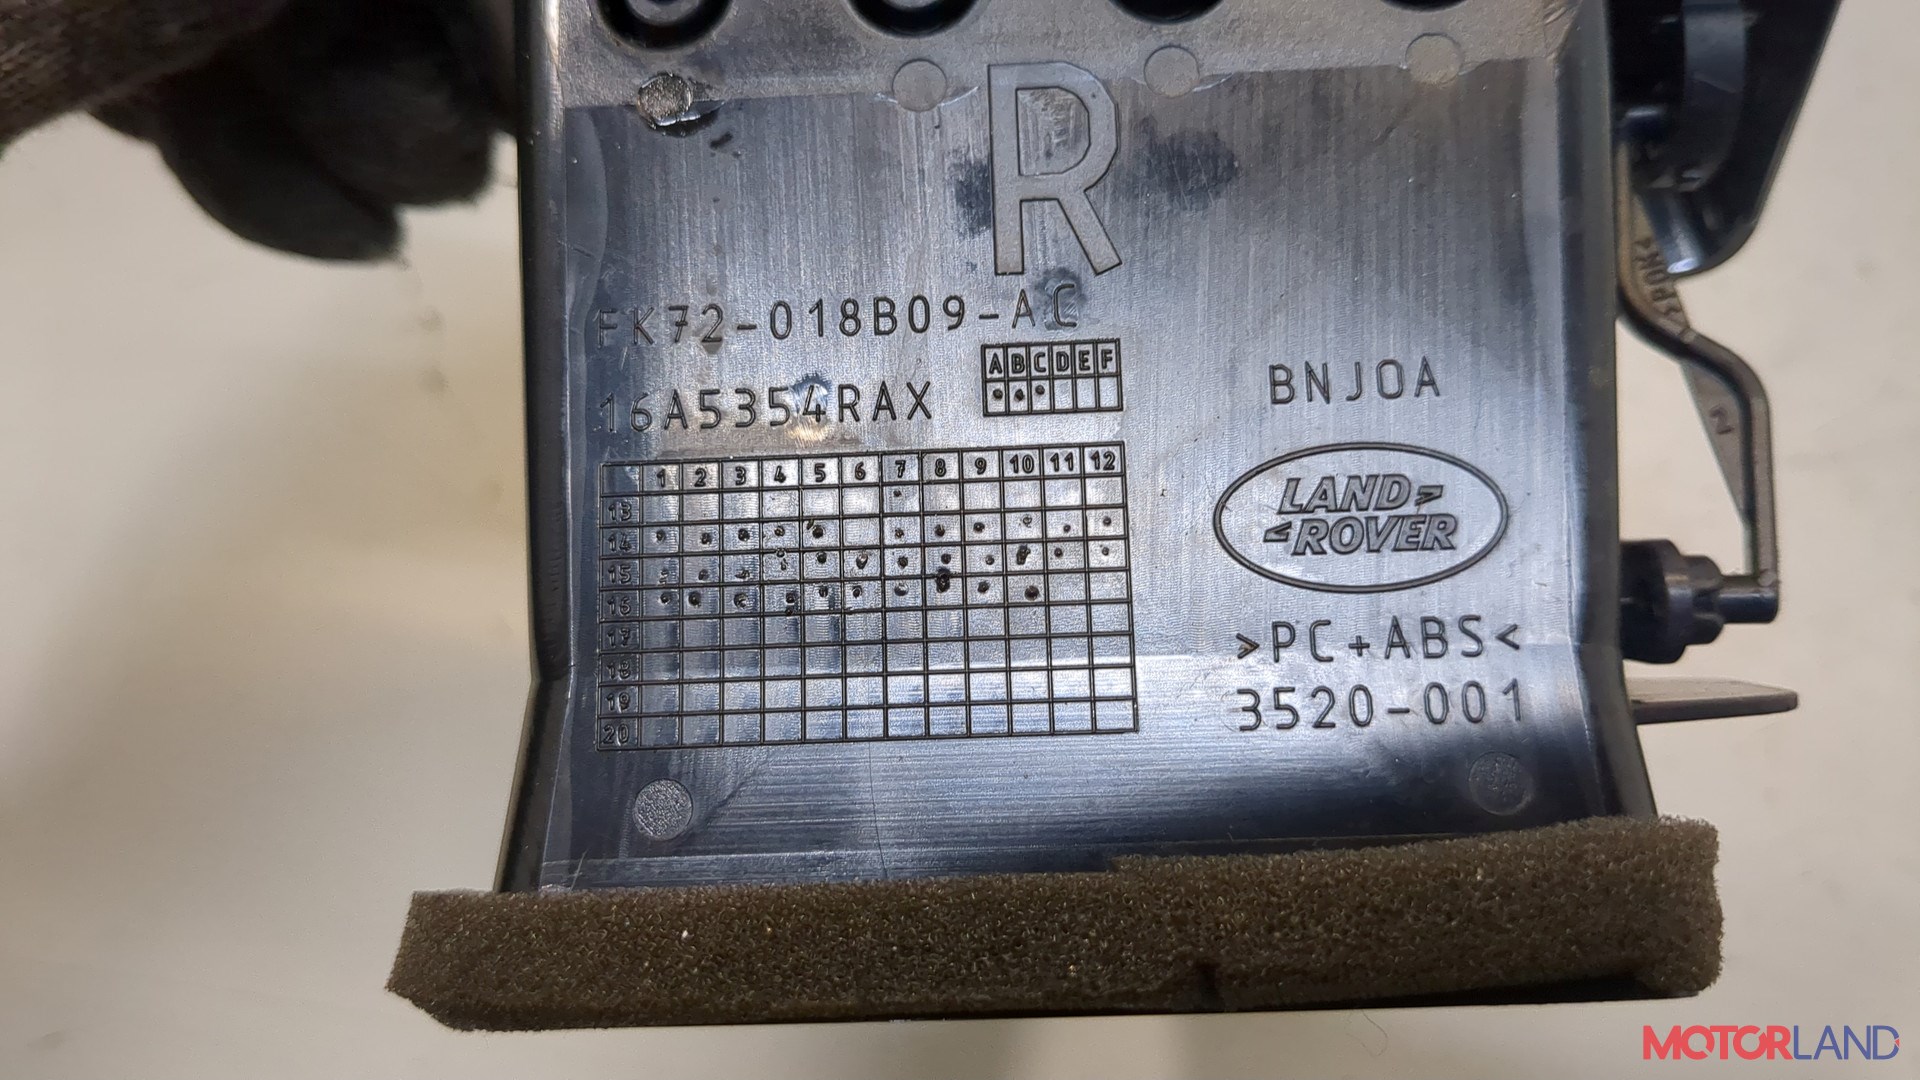 R
FK72-018B09-AC
A B C D E F
16A5354RAX
BNJOA
1 2 3 4 5 6 7 8 9 10 11 12
13
14
15
16
17
18
19
20
LAND
ROVER
>PC+ABS<
3520-001
MOTORLAND